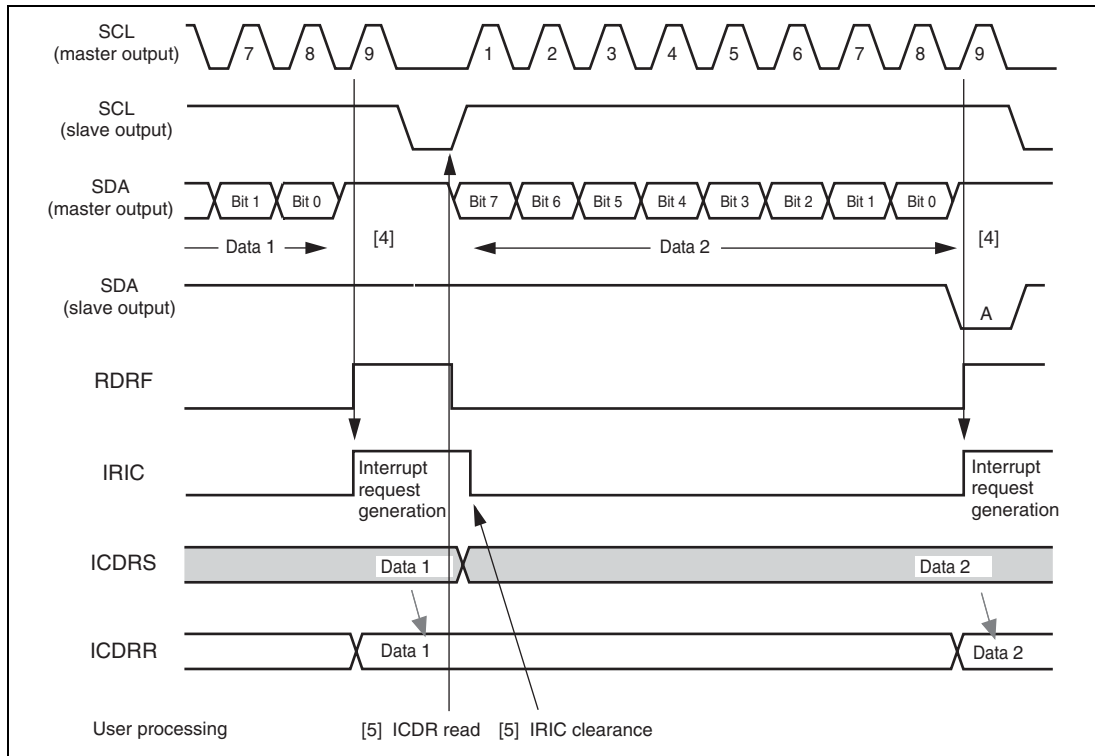 SCL
(master output)
7 8 9 1 2 3 4 5 6 7 8 9
SCL
(slave output)
SDA
(master output)
Bit 1 Bit 0 Bit 7 Bit 6 Bit 5 Bit 4 Bit 3 Bit 2 Bit 1 Bit 0
Data 1 [4] Data 2 [4]
SDA
(slave output)
A
RDRF
IRIC
Interrupt
request
generation
Interrupt
request
generation
ICDRS
Data 1 Data 2
ICDRR
Data 1 Data 2
User processing [5] ICDR read [5] IRIC clearance